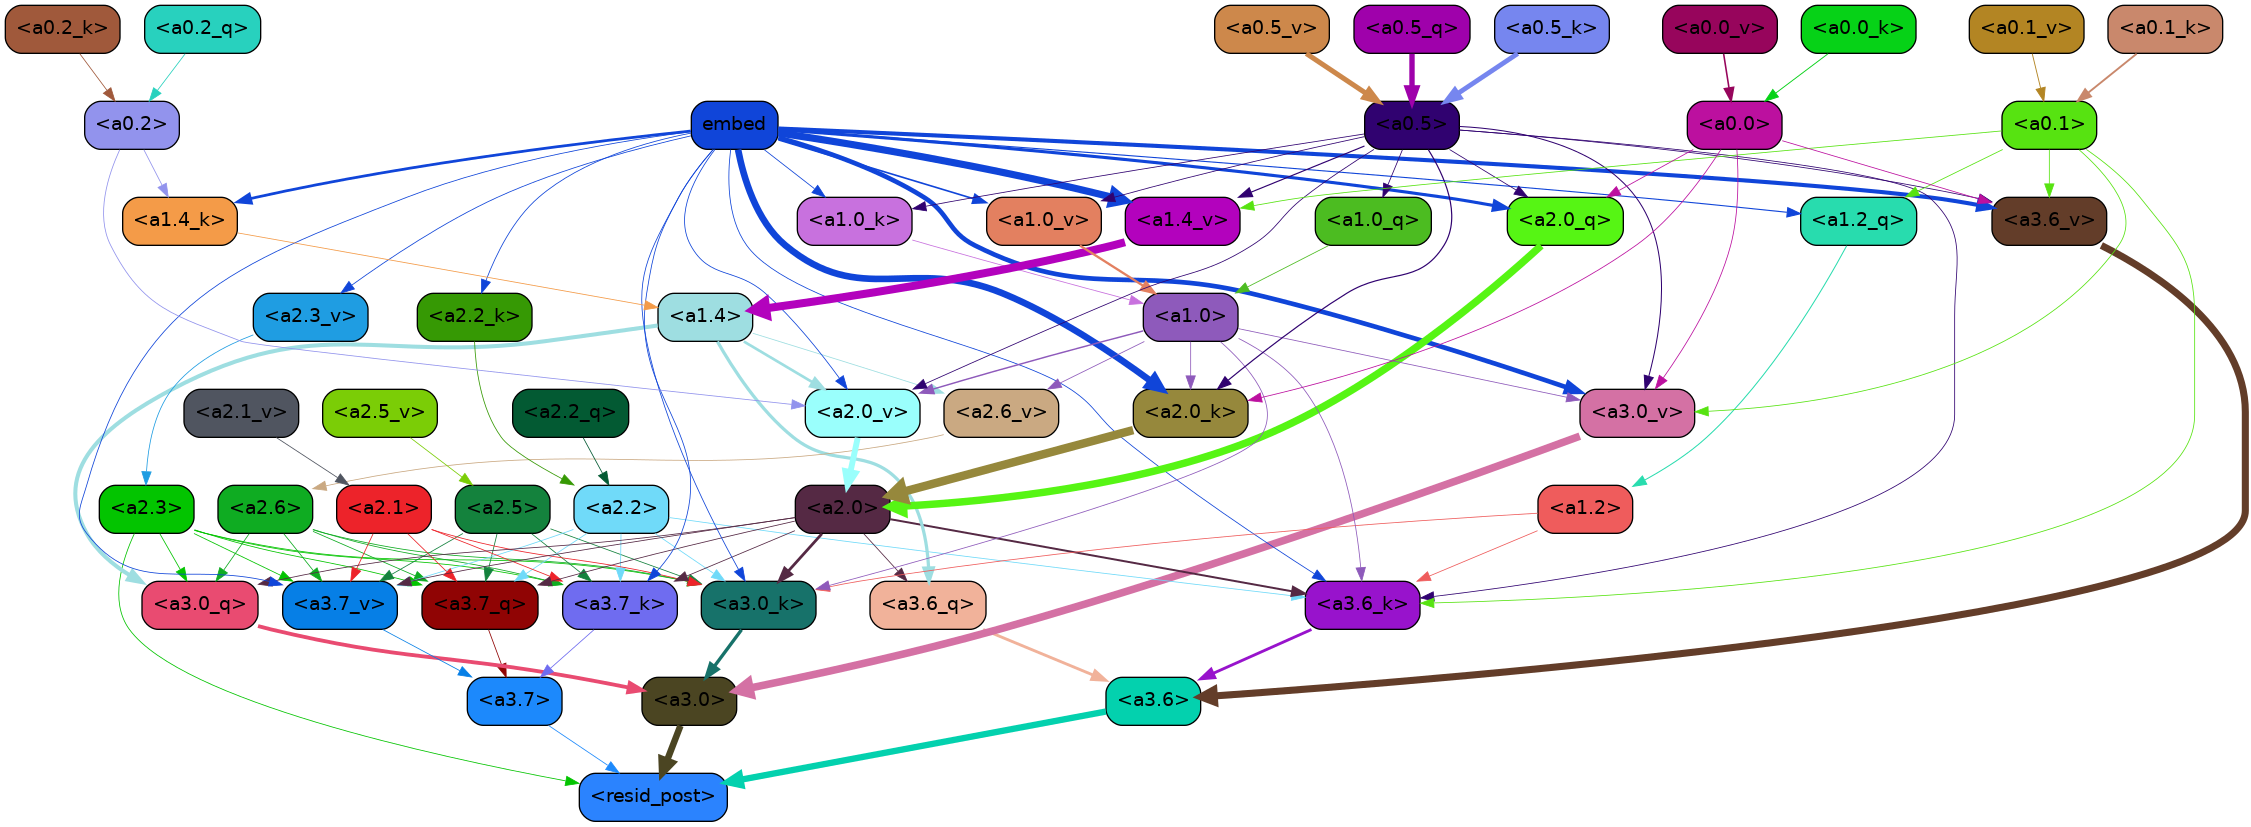 <a0.2_k> <a0.2_q> <a0.5_v> <a0.5_q> <a0.5_k> <a0.0_v> <a0.0_k> <a0.1_v> <a0.1_k>
<a0.2> embed <a0.5> <a0.0> <a0.1>
<a1.4_k> <a1.0_k> <a1.0_v> <a1.4_v> <a1.0_q> <a2.0_q> <a1.2_q> <a3.6_v>
<a2.3_v> <a2.2_k> <a1.4> <a1.0>
<a2.1_v> <a2.5_v> <a2.2_q> <a2.0_v> <a2.6_v> <a2.0_k> <a3.0_v>
<a2.3> <a2.6> <a2.1> <a2.5> <a2.2> <a2.0> <a1.2>
<a3.0_q> <a3.7_v> <a3.7_q> <a3.7_k> <a3.0_k> <a3.6_q> <a3.6_k>
<a3.7> <a3.0> <a3.6>
<resid_post>